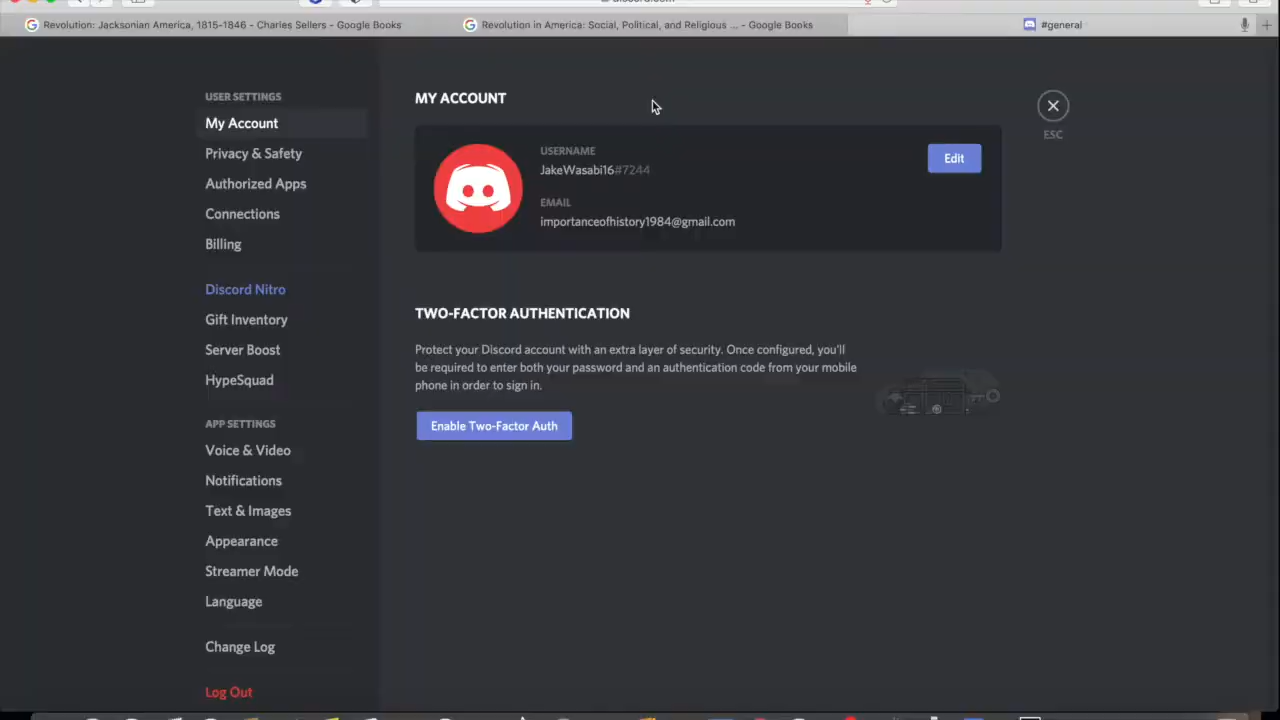 Revolution: Jacksonian America, 1815-1846 - Charles Sellers - Google Books
Revolution in America: Social, Political, and Religious ... - Google Books
#general
USER SETTINGS
My Account
Privacy & Safety
Authorized Apps
Connections
Billing
Discord Nitro
Gift Inventory
Server Boost
HypeSquad
APP SETTINGS
Voice & Video
Notifications
Text & Images
Appearance
Streamer Mode
Language
Change Log
Log Out
MY ACCOUNT
USERNAME
JakeWasabi16#7244
EMAIL
importanceofhistory1984@gmail.com
Edit
ESC
TWO-FACTOR AUTHENTICATION
Protect your Discord account with an extra layer of security. Once configured, you'll
be required to enter both your password and an authentication code from your mobile
phone in order to sign in.
Enable Two-Factor Auth